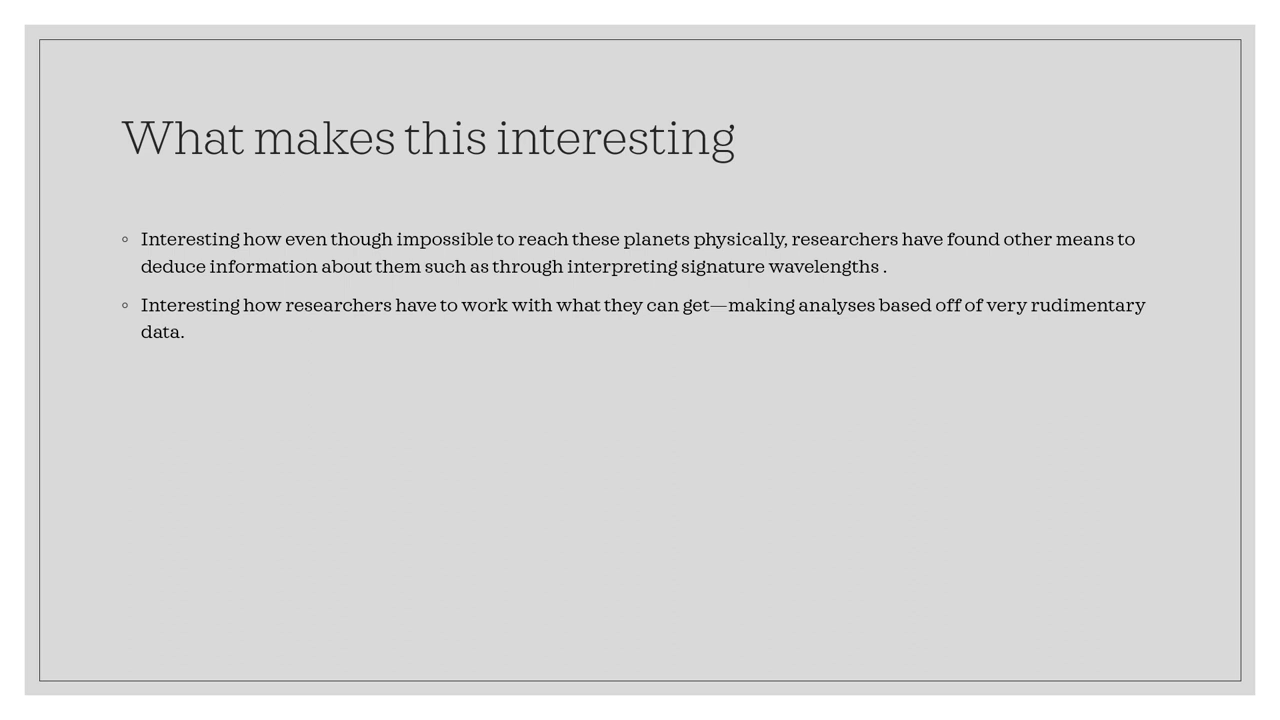 What makes this interesting
◦ Interesting how even though impossible to reach these planets physically, researchers have found other means to
deduce information about them such as through interpreting signature wavelengths .
◦ Interesting how researchers have to work with what they can get—making analyses based off of very rudimentary
data.